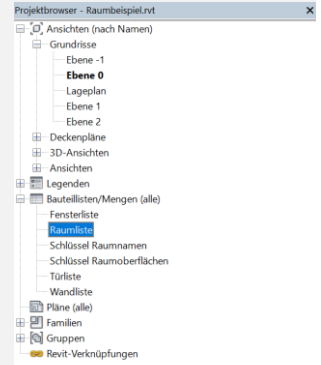 Projektbrowser - Raumbeispiel.rvt
Ansichten (nach Namen)
Grundrisse
Ebene -1
Ebene 0
Lageplan
Ebene 1
Ebene 2
Deckenpläne
3D-Ansichten
Ansichten
Legenden
Bauteillisten/Mengen (alle)
Fensterliste
Raumliste
Schlüssel Raumnamen
Schlüssel Raumoberflächen
Türliste
Wandliste
Pläne (alle)
Familien
Gruppen
Revit-Verknüpfungen